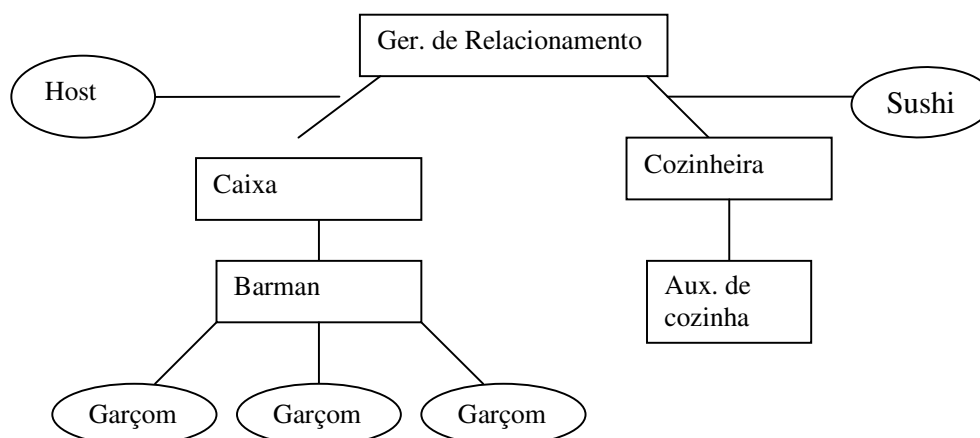 Ger. de Relacionamento
Host
Sushi
Caixa
Cozinheira
Barman
Aux. de
cozinha
Garçom
Garçom
Garçom